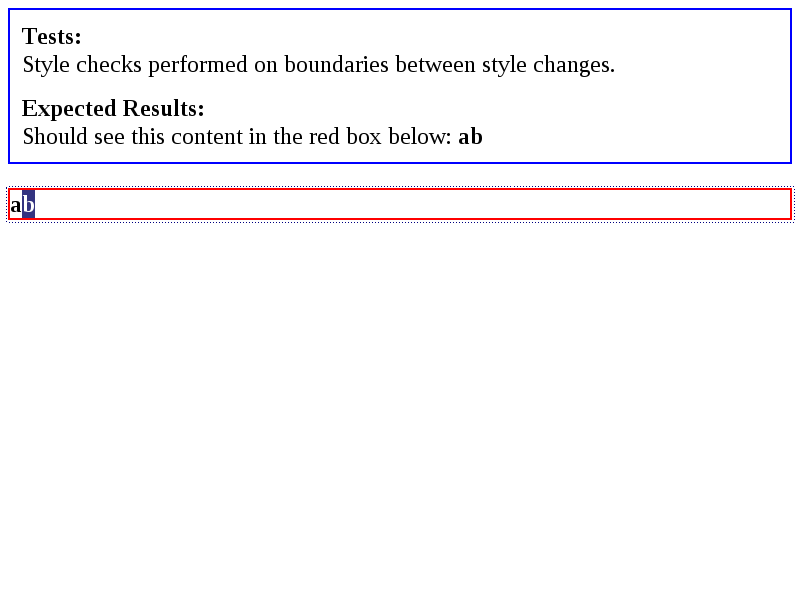 Tests:
Style checks performed on boundaries between style changes.
Expected Results:
Should see this content in the red box below: ab
ab